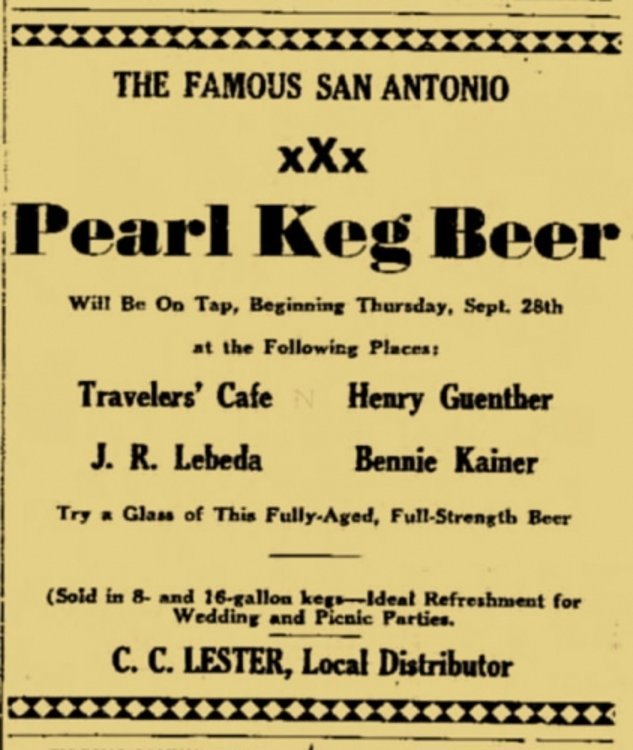 THE FAMOUS SAN ANTONIO
xXx
Pearl Keg Beer
Will Be On Tap, Beginning Thursday, Sept. 28th
at the Following Places:
Travelers' Cafe Henry Guenther
J. R. Lebeda Bennie Kainer
Try a Glass of This Fully-Aged, Full-Strength Beer
(Sold in 8- and 16-gallon kegs—Ideal Refreshment for
Wedding and Picnic Parties.
C. C. LESTER, Local Distributor